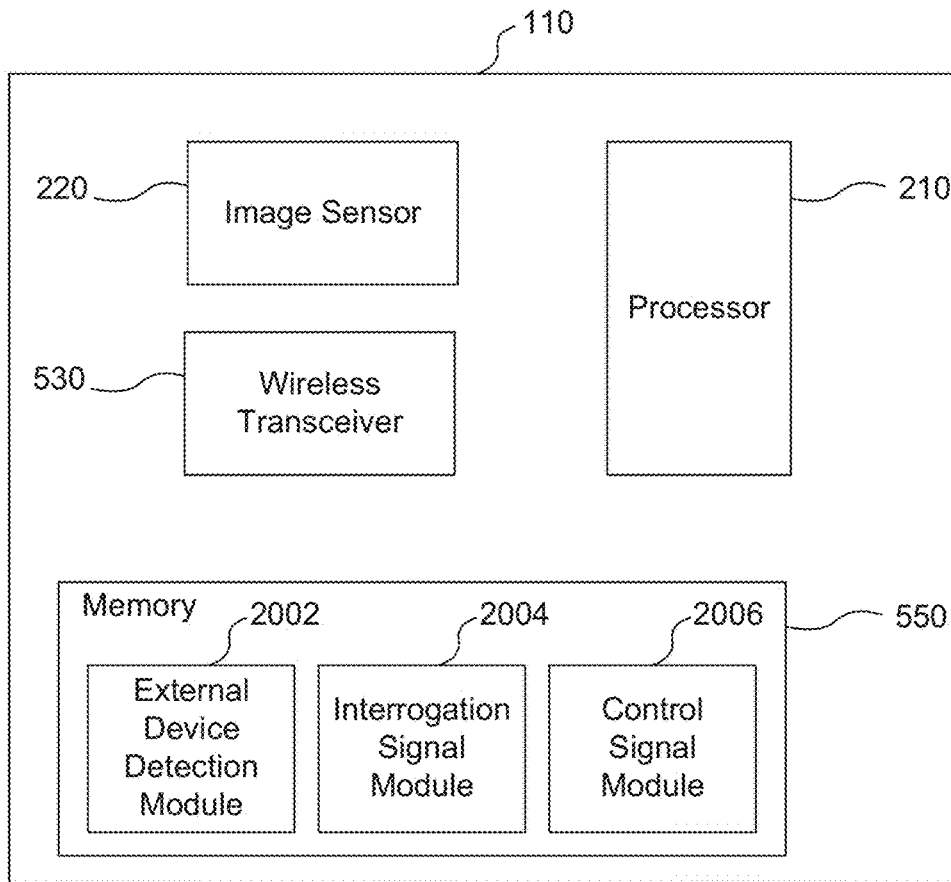 110
220
Image Sensor
210
Processor
530
Wireless
Transceiver
Memory
2002
2004
2006
550
External
Device
Detection
Module
Interrogation
Signal
Module
Control
Signal
Module